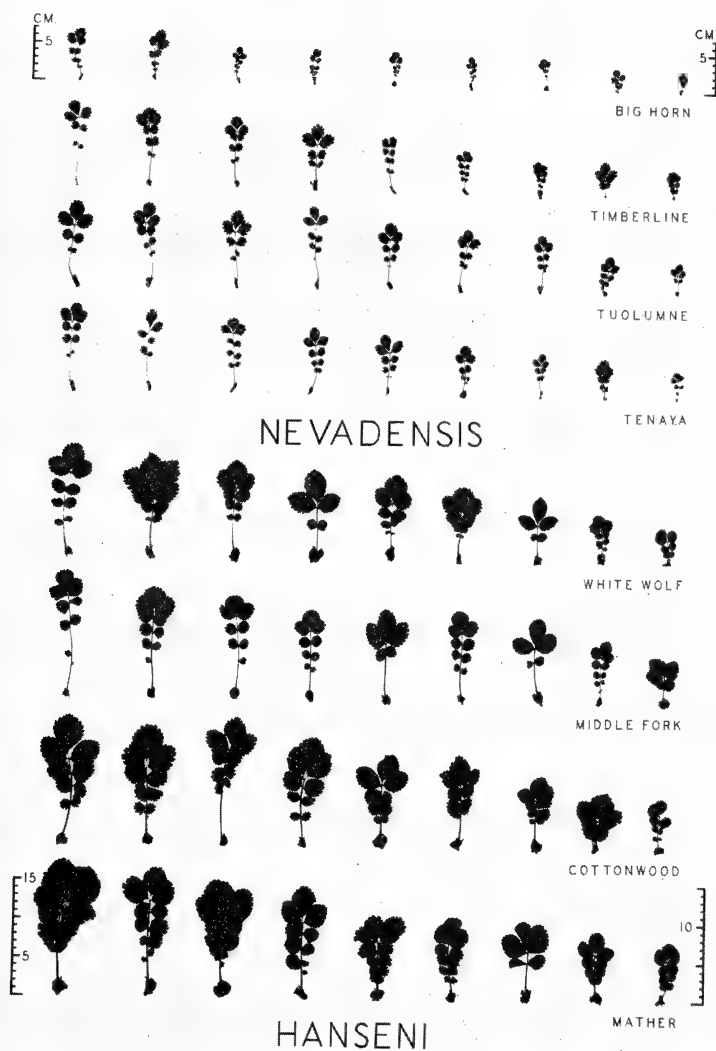 CM.
5
CM
5
BIG HORN
TIMBERLINE
TUOLUMNE
TENAYA
NEVADENSIS
WHITE WOLF
MIDDLE FORK
COTTONWOOD
15
10
5
MATHER
HANSENI